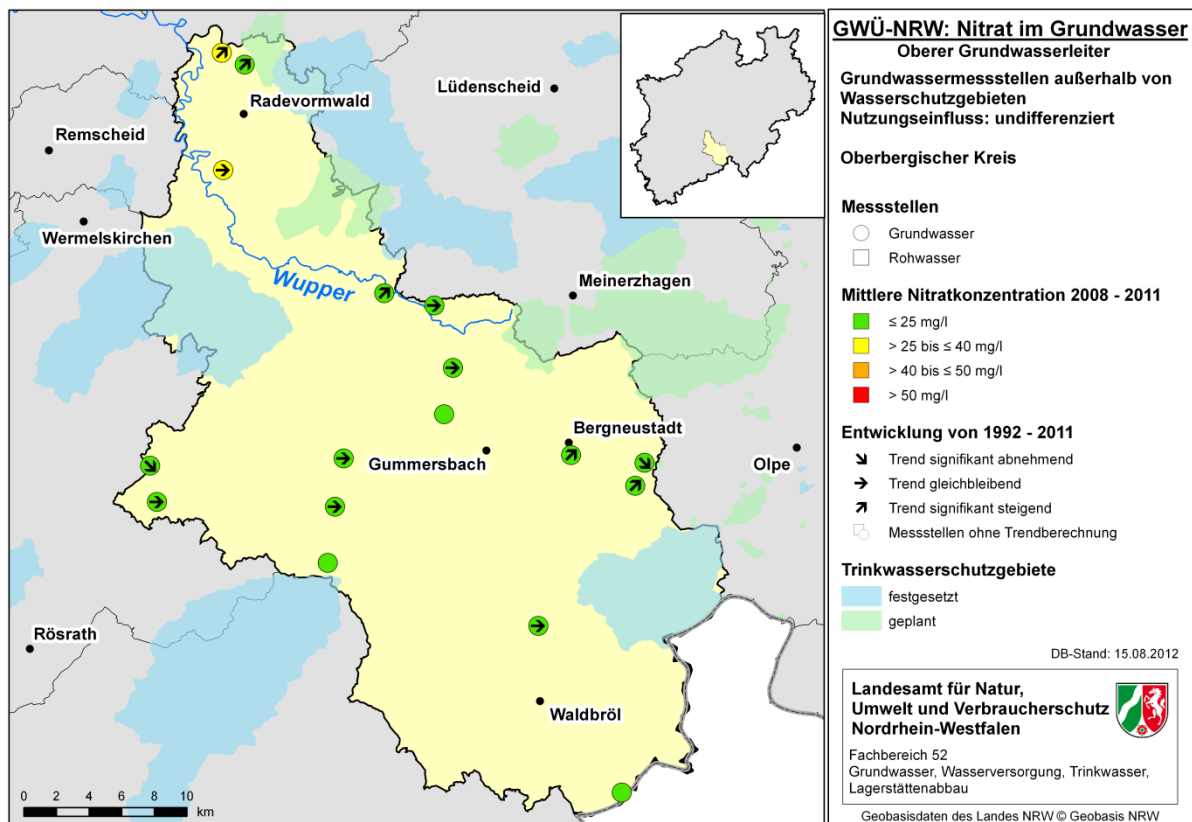 Radevormwald
Lüdenscheid
Remscheid
Wermelskirchen
Wupper
Meinerzhagen
Bergneustadt
Gummersbach
Olpe
Rösrath
Waldbröl
0 2 4 6 8 10
km
GWÜ-NRW: Nitrat im Grundwasser
Oberer Grundwasserleiter
Grundwassermessstellen außerhalb von
Wasserschutzgebieten
Nutzungseinfluss: undifferenziert
Oberbergischer Kreis
Messstellen
Grundwasser
Rohwasser
Mittlere Nitratkonzentration 2008 - 2011
≤ 25 mg/l
> 25 bis ≤ 40 mg/l
> 40 bis ≤ 50 mg/l
> 50 mg/l
Entwicklung von 1992 - 2011
Trend signifikant abnehmend
Trend gleichbleibend
Trend signifikant steigend
Messstellen ohne Trendberechnung
Trinkwasserschutzgebiete
festgesetzt
geplant
DB-Stand: 15.08.2012
Landesamt für Natur,
Umwelt und Verbraucherschutz
Nordrhein-Westfalen
Fachbereich 52
Grundwasser, Wasserversorgung, Trinkwasser,
Lagerstättenabbau
Geobasisdaten des Landes NRW © Geobasis NRW